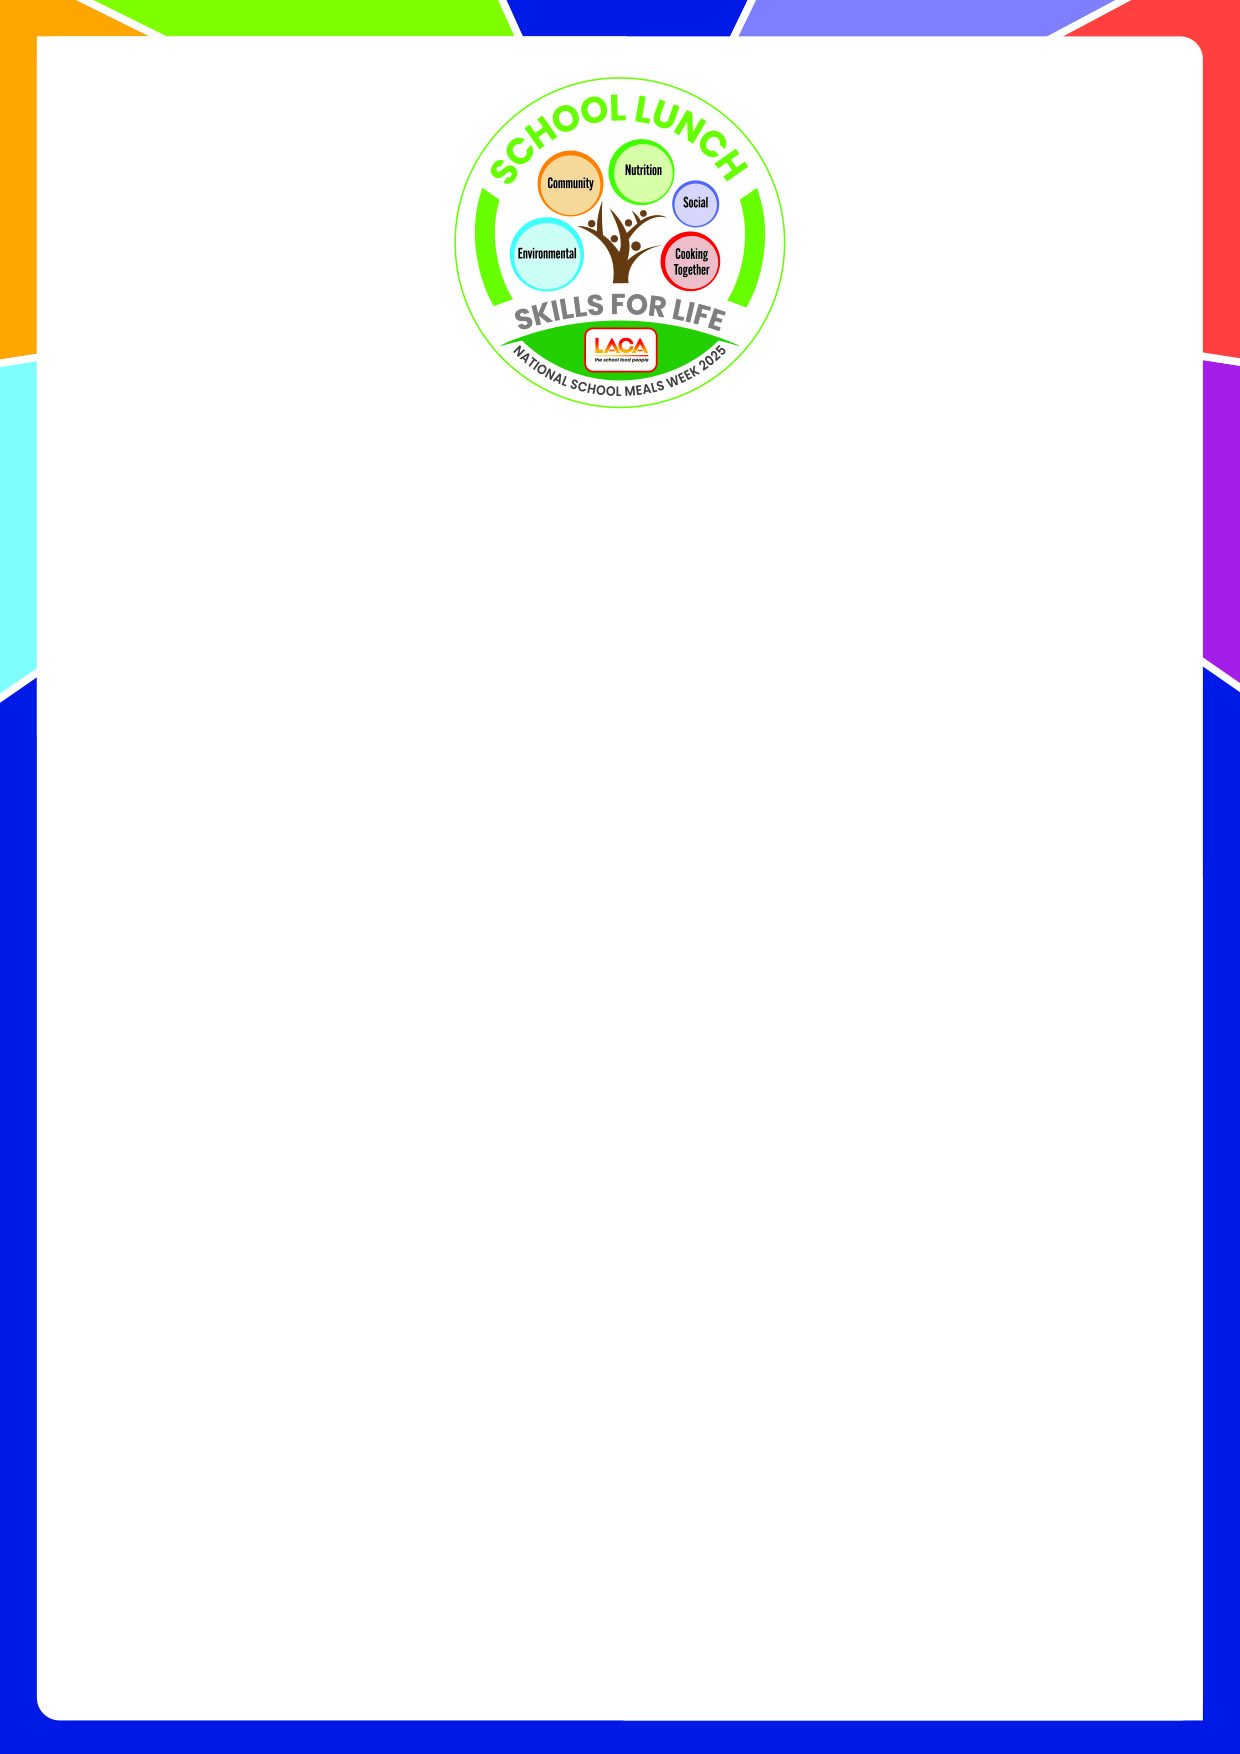 SCHOOL LUNCH
Nutrition
Community
Social
Environmental
Cooking
Together
SKILLS FOR LIFE
LACA
the school food people
NATIONAL SCHOOL MEALS WEEK 2025